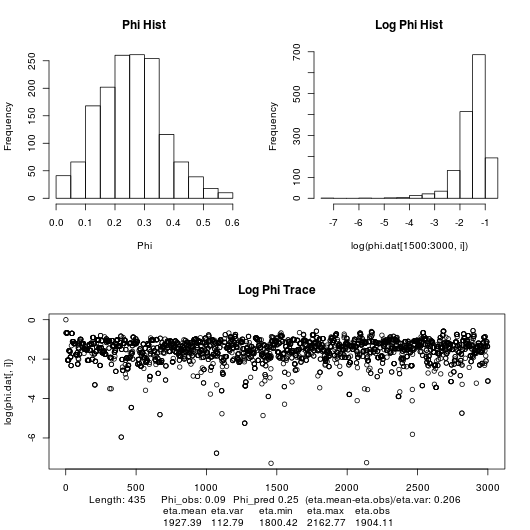 Phi Hist
Log Phi Hist
Frequency
0 50 100 150 200 250
0.0 0.1 0.2 0.3 0.4 0.5 0.6
Phi
Frequency
0 100 300 500 700
-7 -6 -5 -4 -3 -2 -1
log(phi.dat[1500:3000, i])
Log Phi Trace
log(phi.dat[, i])
0 -2 -4 -6
0 500 1000 1500 2000 2500 3000
Length: 435 Phi_obs: 0.09 Phi_pred 0.25 (eta.mean-eta.obs)/eta.var: 0.206
eta.mean eta.var eta.min eta.max eta.obs
1927.39 112.79 1800.42 2162.77 1904.11